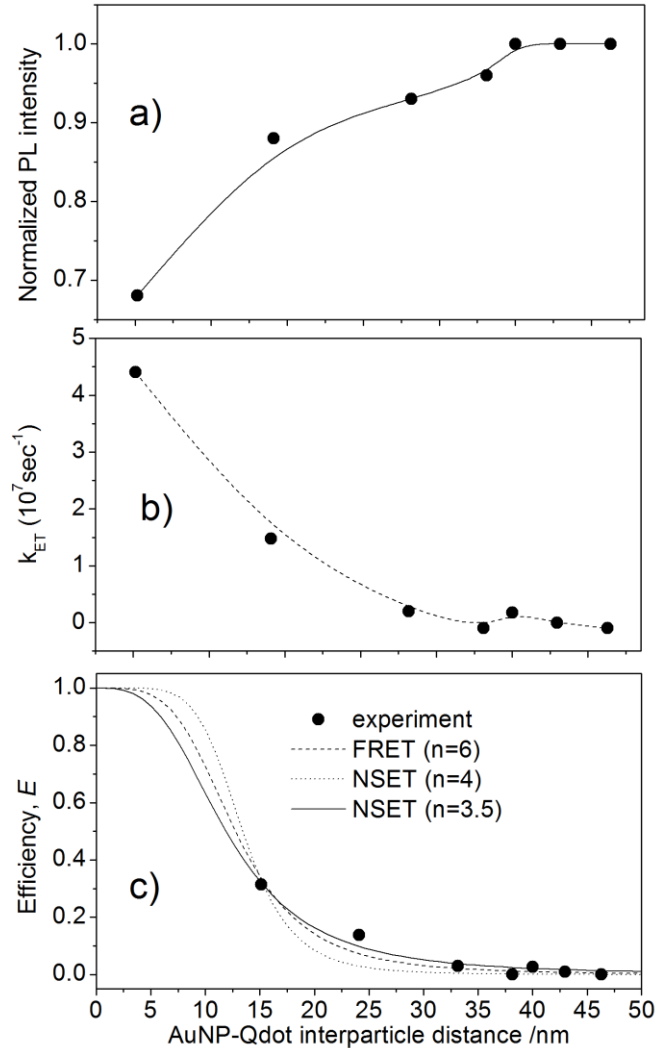 1.0
0.9
0.8
0.7
Normalized PL intensity
a)
5
4
3
2
1
0
k_ET (10^7 sec^-1)
b)
1.0
0.8
0.6
0.4
0.2
0.0
Efficiency, E
experiment
FRET (n=6)
NSET (n=4)
NSET (n=3.5)
c)
0 5 10 15 20 25 30 35 40 45 50
AuNP-Qdot interparticle distance /nm